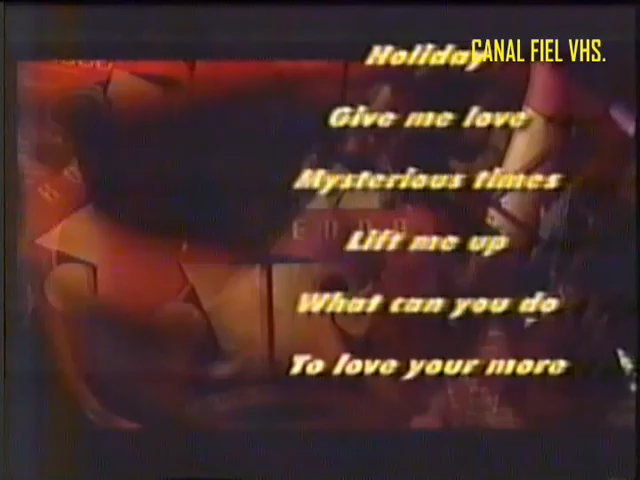 CANAL FIEL VHS.
Holiday
Give me love
Mysterious times
Lift me up
What can you do
To love your more